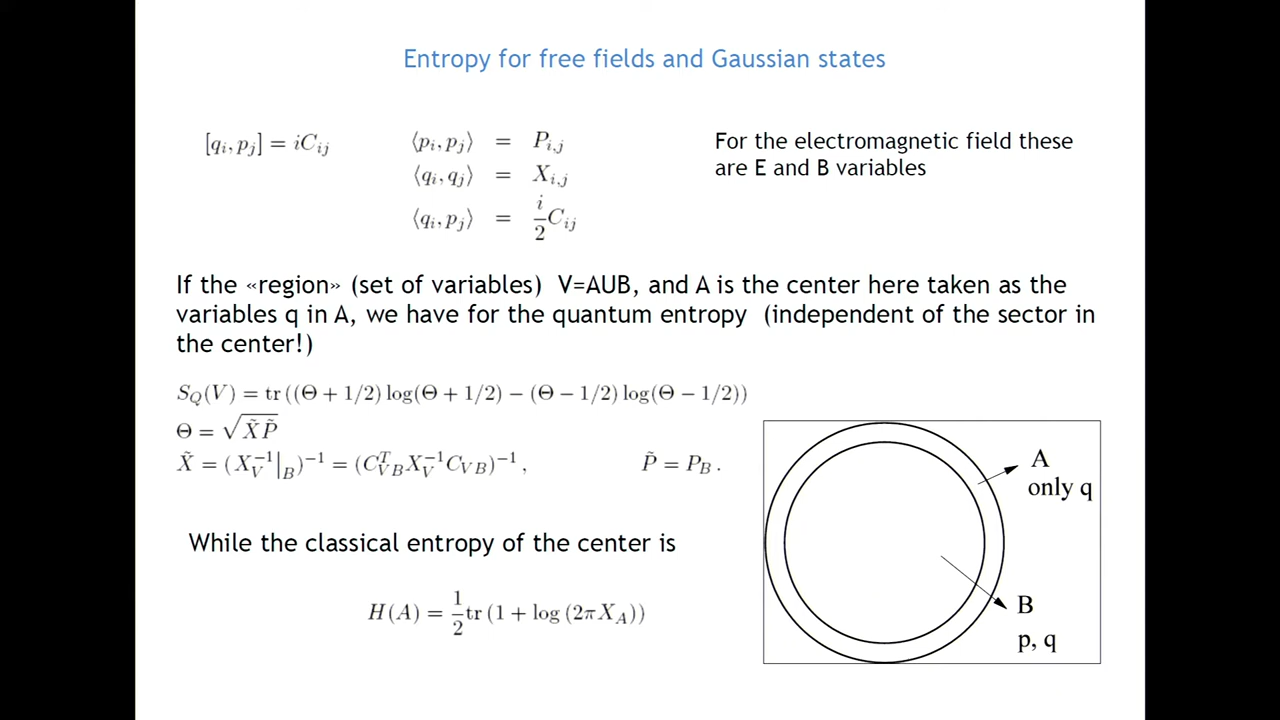 Entropy for free fields and Gaussian states
[q_i, p_j] = iC_{ij}
⟨p_i, p_j⟩ = P_{i,j}
⟨q_i, q_j⟩ = X_{i,j}
⟨q_i, p_j⟩ = \frac{i}{2} C_{ij}
For the electromagnetic field these
are E and B variables
If the «region» (set of variables) V=AUB, and A is the center here taken as the
variables q in A, we have for the quantum entropy (independent of the sector in
the center!)
S_Q(V) = tr ((Θ + 1/2) log(Θ + 1/2) − (Θ − 1/2) log(Θ − 1/2))
Θ = \sqrt{\tilde{X}\tilde{P}}
\tilde{X} = (X_V^{-1}|_B)^{-1} = (C_{VB}^T X_V^{-1} C_{VB})^{-1} , \tilde{P} = P_B .
While the classical entropy of the center is
H(A) = \frac{1}{2} tr (1 + log (2πX_A))
A
only q
B
p, q